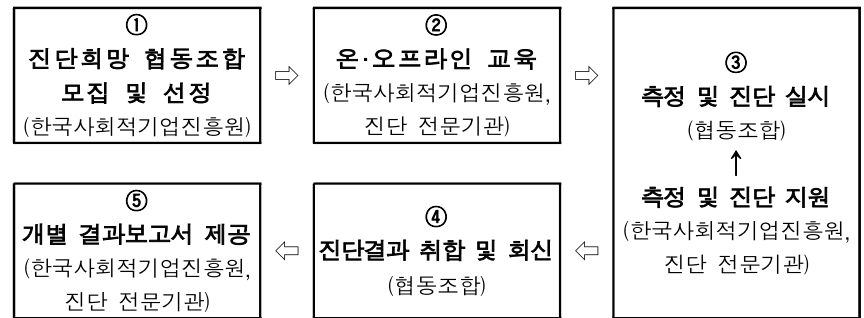 ①
진단희망 협동조합
모집 및 선정
(한국사회적기업진흥원)
⇨
②
온·오프라인 교육
(한국사회적기업진흥원,
진단 전문기관)
⇨
③
측정 및 진단 실시
(협동조합)
↑
측정 및 진단 지원
(한국사회적기업진흥원,
진단 전문기관)
⇦
④
진단결과 취합 및 회신
(협동조합)
⇦
⑤
개별 결과보고서 제공
(한국사회적기업진흥원,
진단 전문기관)